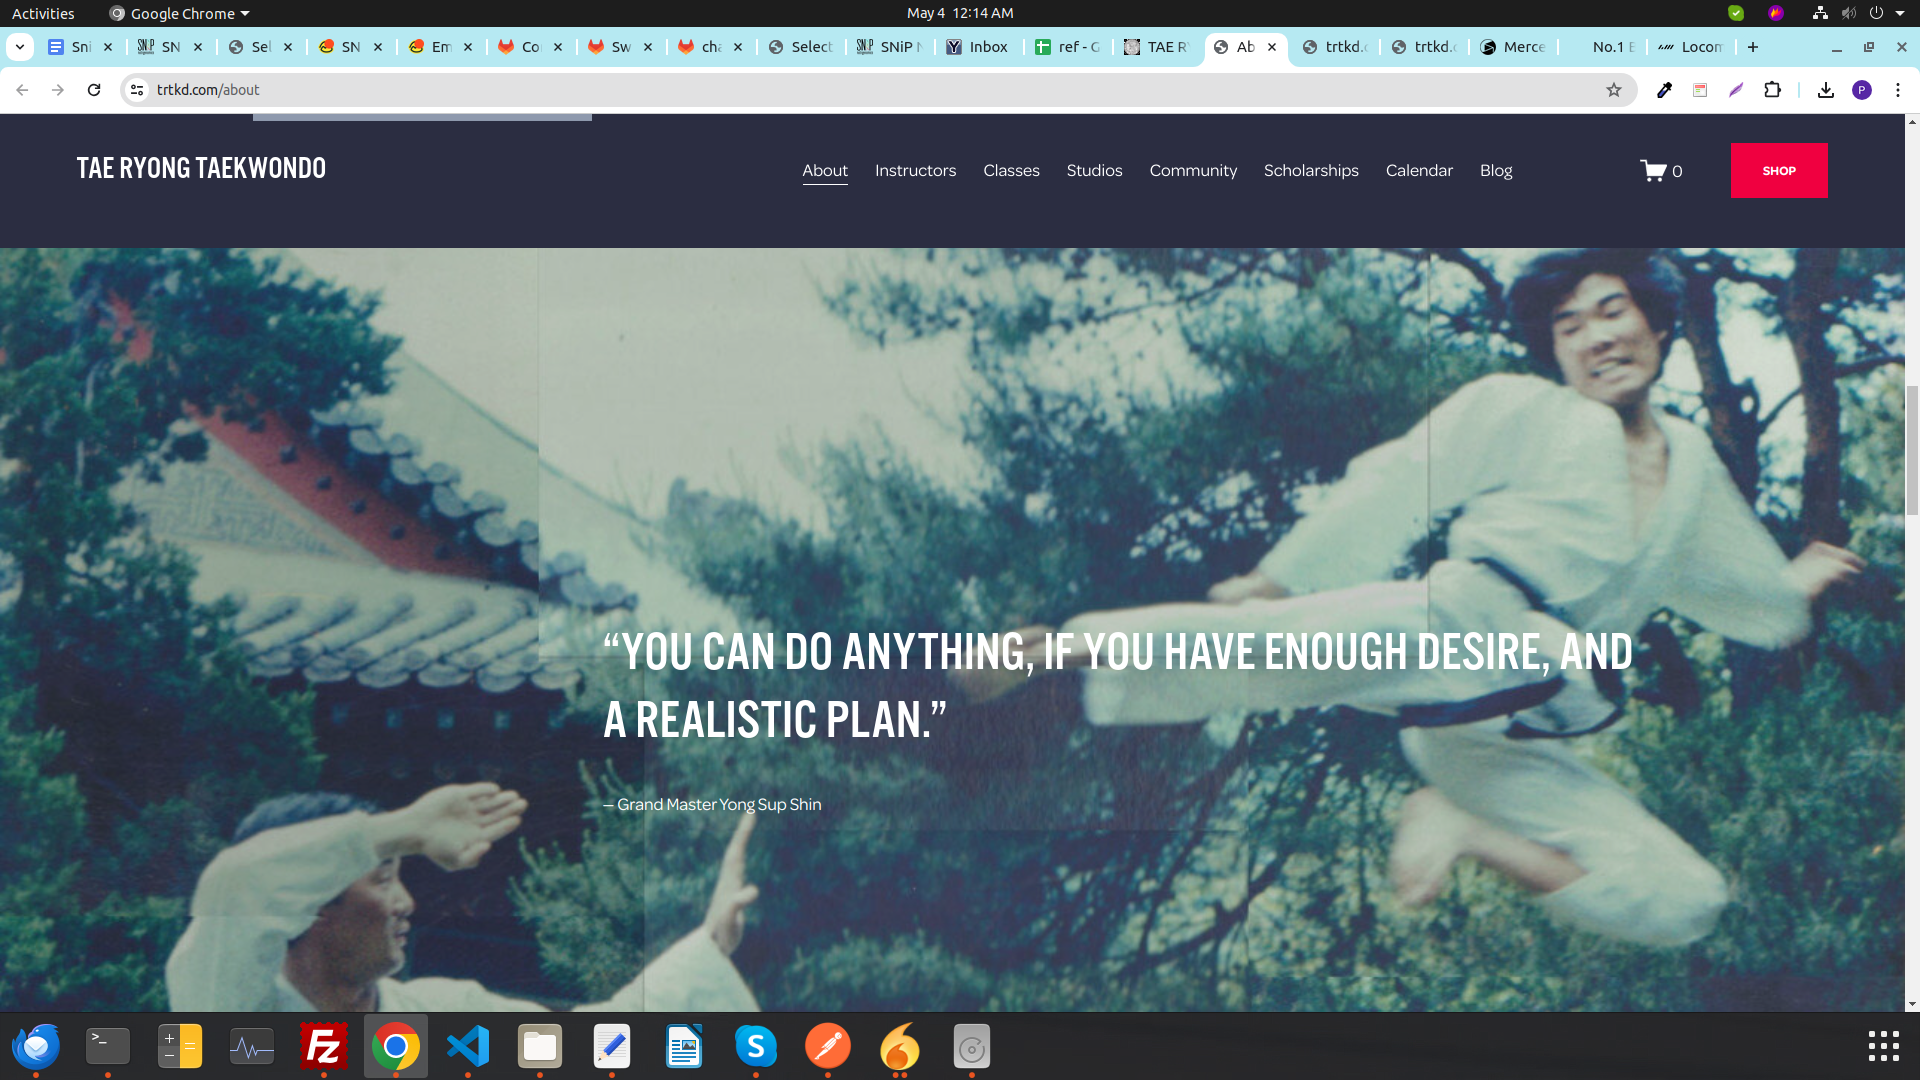 Activities
Google Chrome
May 4 12:14 AM
Sni
SN
Sel
SN
Em
Co
Sw
cha
Select
SNiP N
Inbox
ref - G
TAE R
Ab
trtkd.c
trtkd.c
Merce
No.1 E
Locom
trtkd.com/about
P
TAE RYONG TAEKWONDO
About
Instructors
Classes
Studios
Community
Scholarships
Calendar
Blog
0
SHOP
“YOU CAN DO ANYTHING, IF YOU HAVE ENOUGH DESIRE, AND
A REALISTIC PLAN.”
— Grand Master Yong Sup Shin